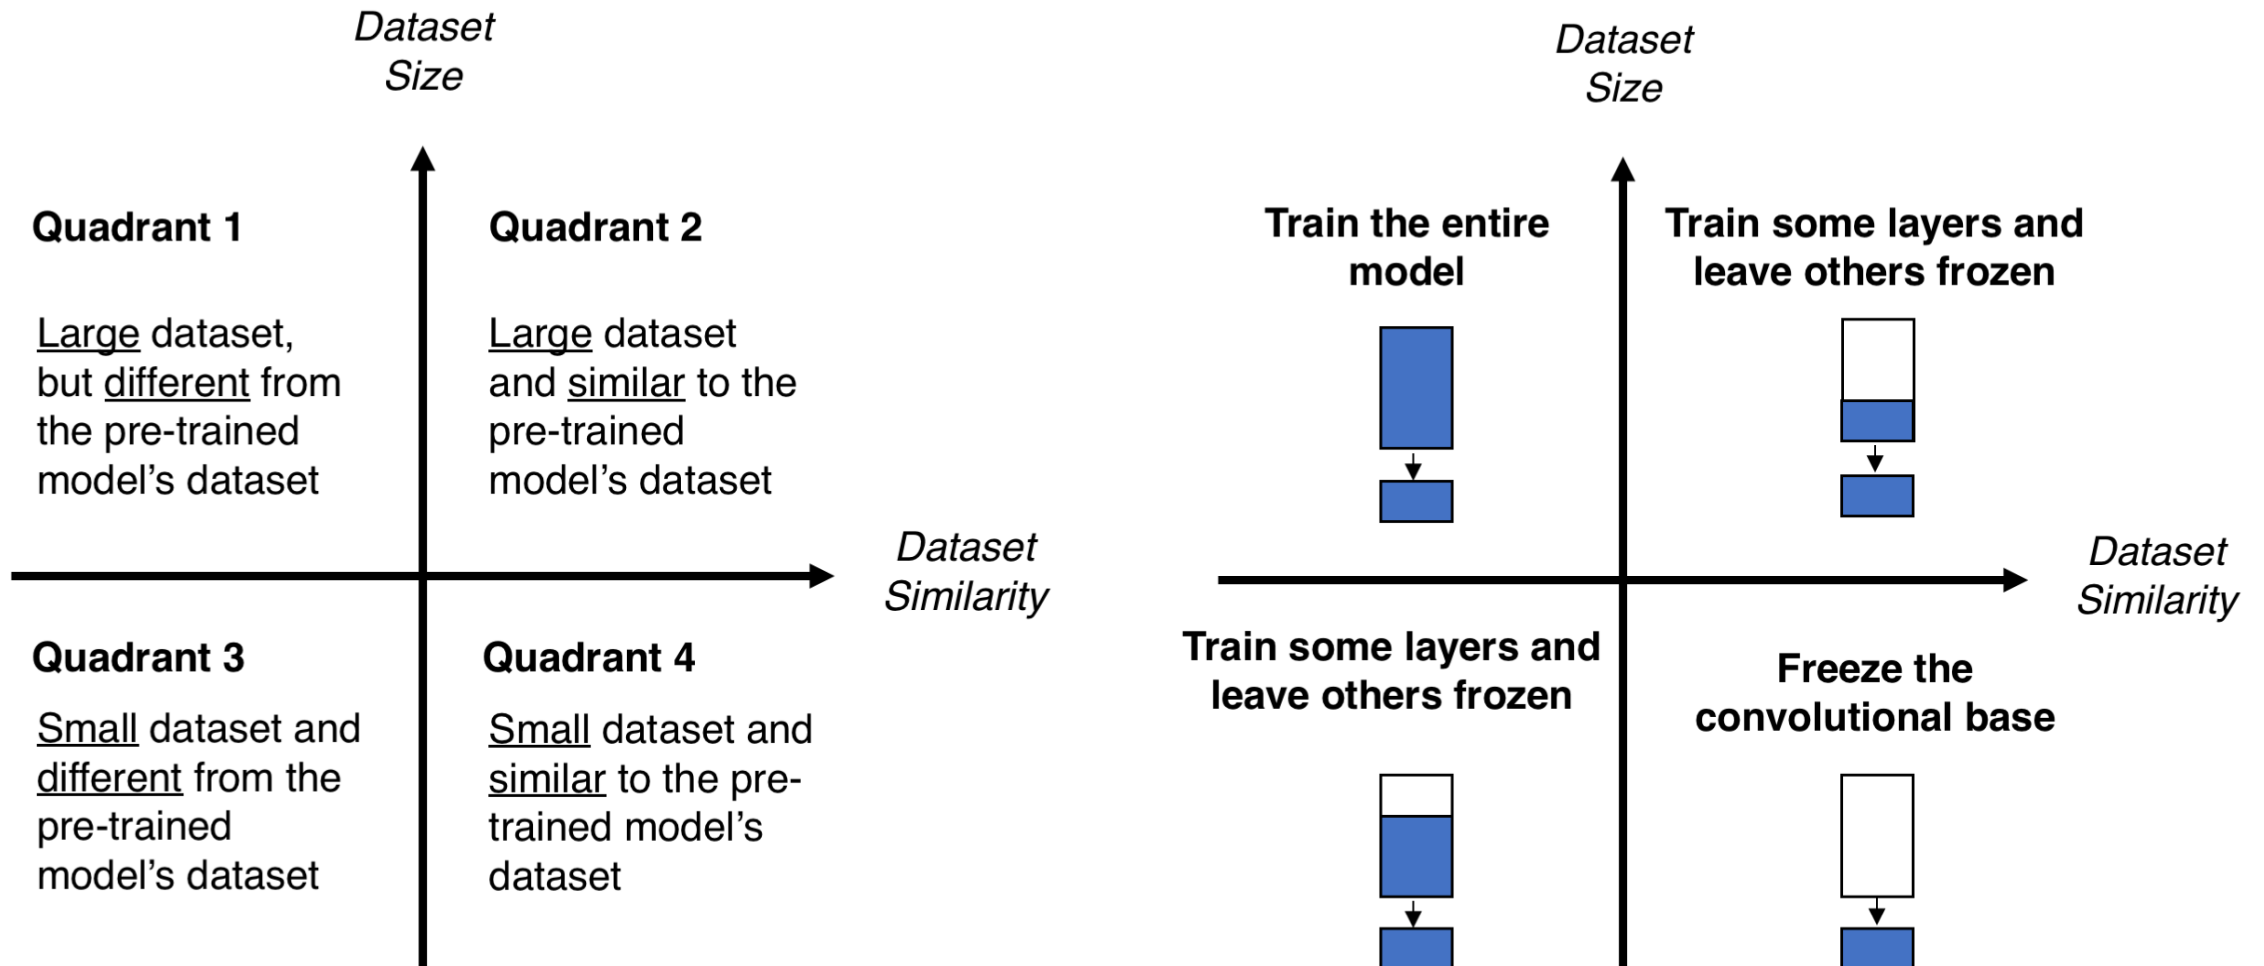 Dataset
Size
Quadrant 1
Large dataset,
but different from
the pre-trained
model’s dataset
Quadrant 2
Large dataset
and similar to the
pre-trained
model’s dataset
Dataset
Similarity
Quadrant 3
Small dataset and
different from the
pre-trained
model’s dataset
Quadrant 4
Small dataset and
similar to the pre-
trained model’s
dataset
Dataset
Size
Train the entire
model
Train some layers and
leave others frozen
Dataset
Similarity
Train some layers and
leave others frozen
Freeze the
convolutional base